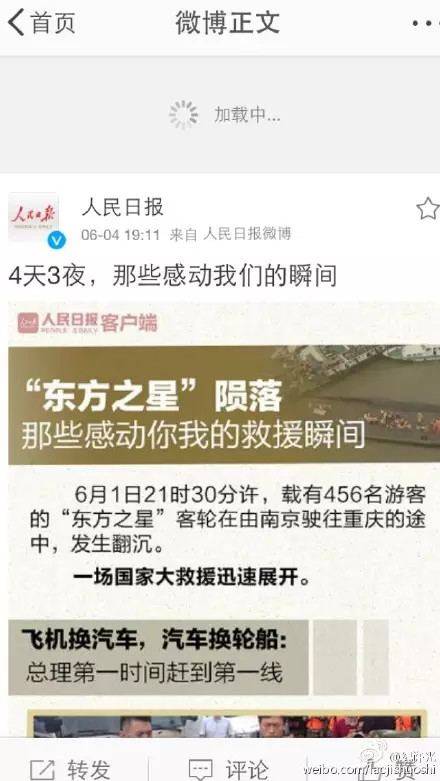 首页
微博正文
加载中...
人民日报
人民日报
06-04 19:11 来自 人民日报微博
4天3夜，那些感动我们的瞬间
人民日报 客户端
PEOPLE'S DAILY
“东方之星”陨落
那些感动你我的救援瞬间
6月1日21时30分许，载有456名游客
的“东方之星”客轮在由南京驶往重庆的途
中，发生翻沉。
一场国家大救援迅速展开。
飞机换汽车，汽车换轮船：
总理第一时间赶到第一线
转发
评论
赞